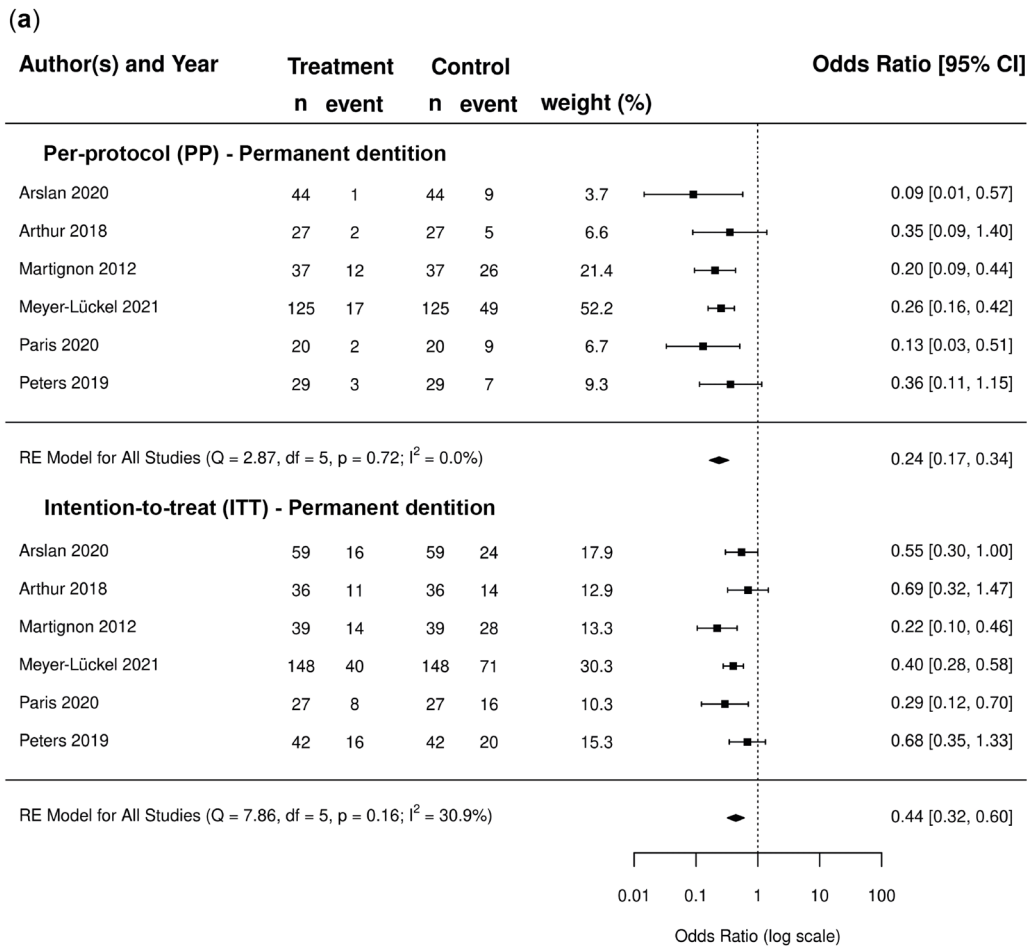 (a)
Author(s) and Year Treatment Control Odds Ratio [95% CI]
n event n event weight (%)
Per-protocol (PP) - Permanent dentition
Arslan 2020 44 1 44 9 3.7 0.09 [0.01, 0.57]
Arthur 2018 27 2 27 5 6.6 0.35 [0.09, 1.40]
Martignon 2012 37 12 37 26 21.4 0.20 [0.09, 0.44]
Meyer-Lückel 2021 125 17 125 49 52.2 0.26 [0.16, 0.42]
Paris 2020 20 2 20 9 6.7 0.13 [0.03, 0.51]
Peters 2019 29 3 29 7 9.3 0.36 [0.11, 1.15]
RE Model for All Studies (Q = 2.87, df = 5, p = 0.72; I² = 0.0%) 0.24 [0.17, 0.34]
Intention-to-treat (ITT) - Permanent dentition
Arslan 2020 59 16 59 24 17.9 0.55 [0.30, 1.00]
Arthur 2018 36 11 36 14 12.9 0.69 [0.32, 1.47]
Martignon 2012 39 14 39 28 13.3 0.22 [0.10, 0.46]
Meyer-Lückel 2021 148 40 148 71 30.3 0.40 [0.28, 0.58]
Paris 2020 27 8 27 16 10.3 0.29 [0.12, 0.70]
Peters 2019 42 16 42 20 15.3 0.68 [0.35, 1.33]
RE Model for All Studies (Q = 7.86, df = 5, p = 0.16; I² = 30.9%) 0.44 [0.32, 0.60]
0.01 0.1 1 10 100
Odds Ratio (log scale)